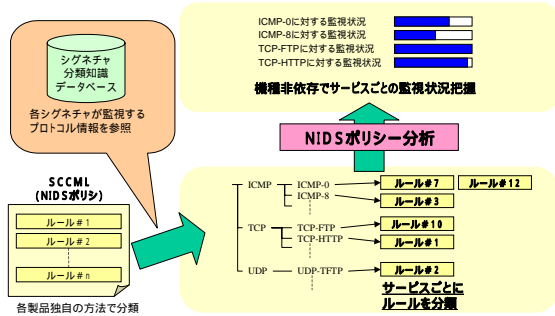 シグネチャ
分類知識
データベース
各シグネチャが監視する
プロトコル情報を参照
ICMP-0に対する監視状況
ICMP-8に対する監視状況
TCP-FTPに対する監視状況
TCP-HTTPに対する監視状況
機種非依存でサービスごとの監視状況把握
NIDSポリシー分析
SCCML
(NIDSポリシ)
ルール＃1
ルール＃2
ルール＃n
各製品独自の方法で分類
ICMP ICMP-0 ルール#7 ルール#12
ICMP-8 ルール#3
TCP TCP-FTP ルール#10
TCP-HTTP ルール#1
UDP UDP-TFTP ルール#2
サービスごとに
ルールを分類